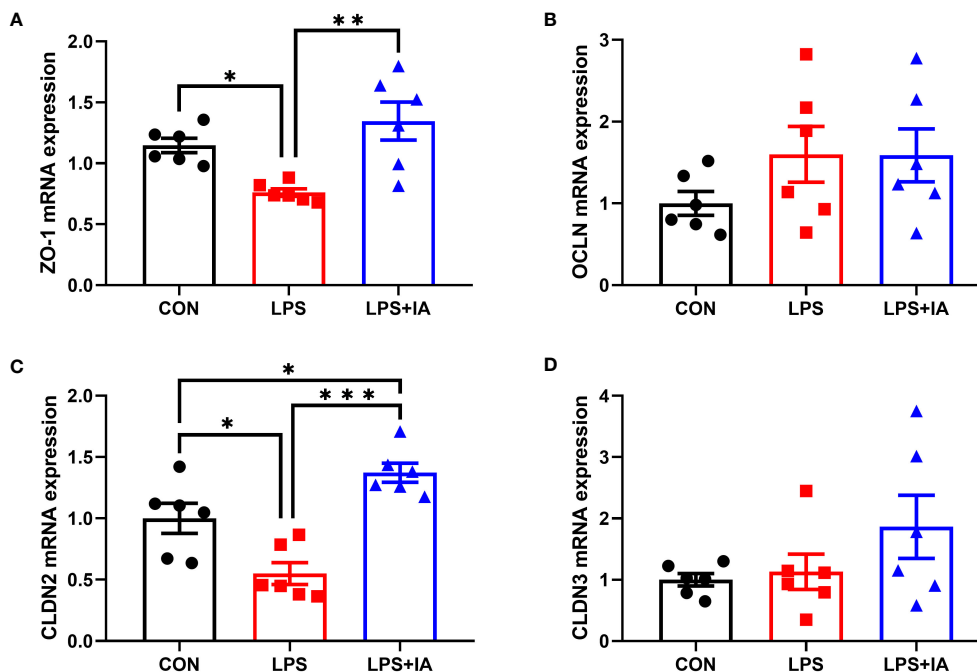 A
ZO-1 mRNA expression
2.0
1.5
1.0
0.5
0.0
*
* *
CON LPS LPS+IA
B
OCLN mRNA expression
3
2
1
0
CON LPS LPS+IA
C
CLDN2 mRNA expression
2.0
1.5
1.0
0.5
0.0
*
* * *
*
CON LPS LPS+IA
D
CLDN3 mRNA expression
4
3
2
1
0
CON LPS LPS+IA